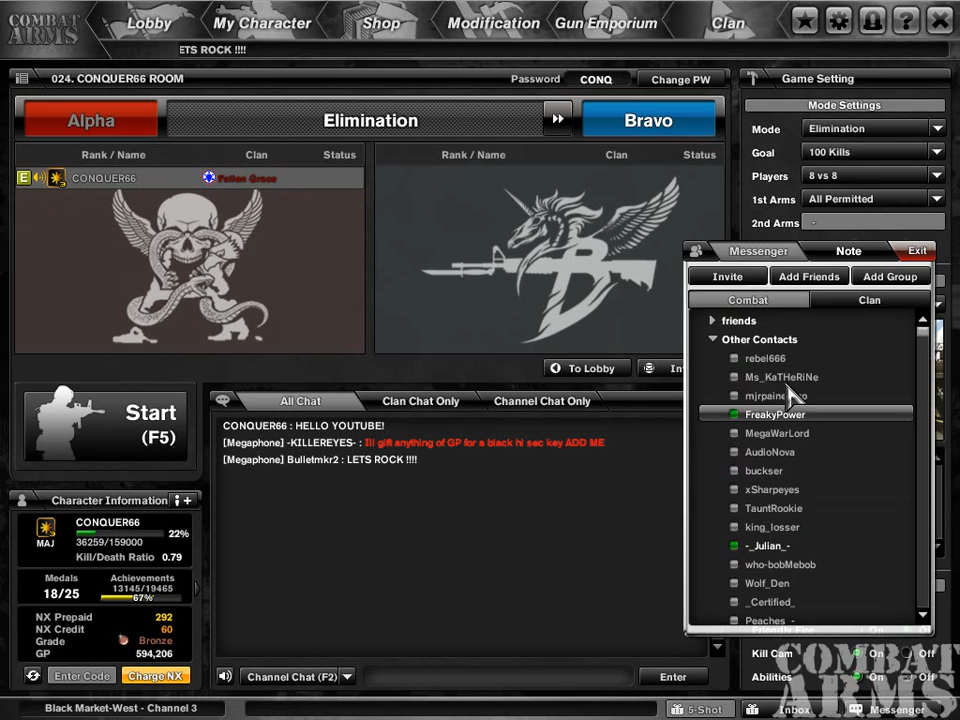 COMBAT ARMS
Lobby
My Character
Shop
Modification
Gun Emporium
Clan
ETS ROCK !!!!
024. CONQUER66 ROOM
Password
CONQ
Change PW
Alpha
Elimination
Bravo
Rank / Name
Clan
Status
Rank / Name
Clan
Status
E
CONQUER66
Fallen Grace
Game Setting
Mode Settings
Mode
Elimination
Goal
100 Kills
Players
8 vs 8
1st Arms
All Permitted
2nd Arms
-
Messenger
Note
Exit
Invite
Add Friends
Add Group
Combat
Clan
friends
Other Contacts
rebel666
Ms_KaTHeRiNe
FreakyPower
MegaWarLord
AudioNova
buckser
xSharpeyes
TauntRookie
king_losser
-_Julian_-
who-bobMebob
Wolf_Den
_Certified_
Peaches_-
To Lobby
Start
(F5)
All Chat
Clan Chat Only
Channel Chat Only
CONQUER66 : HELLO YOUTUBE!
[Megaphone] -KILLEREYES- : Ill gift anything of GP for a black hi sec key ADD ME
[Megaphone] Bulletmkr2 : LETS ROCK !!!!
Character Information
CONQUER66
22%
MAJ
36259/159000
Kill/Death Ratio 0.79
Medals
18/25
Achievements
13145/19465
67%
NX Prepaid 292
NX Credit 60
Grade Bronze
GP 594,206
Enter Code
Charge NX
Channel Chat (F2)
Enter
Friendly Fire On Off
Kill Cam On Off
Abilities On Off
COMBAT ARMS
Black Market-West - Channel 3
5-Shot
Inbox
Messenger